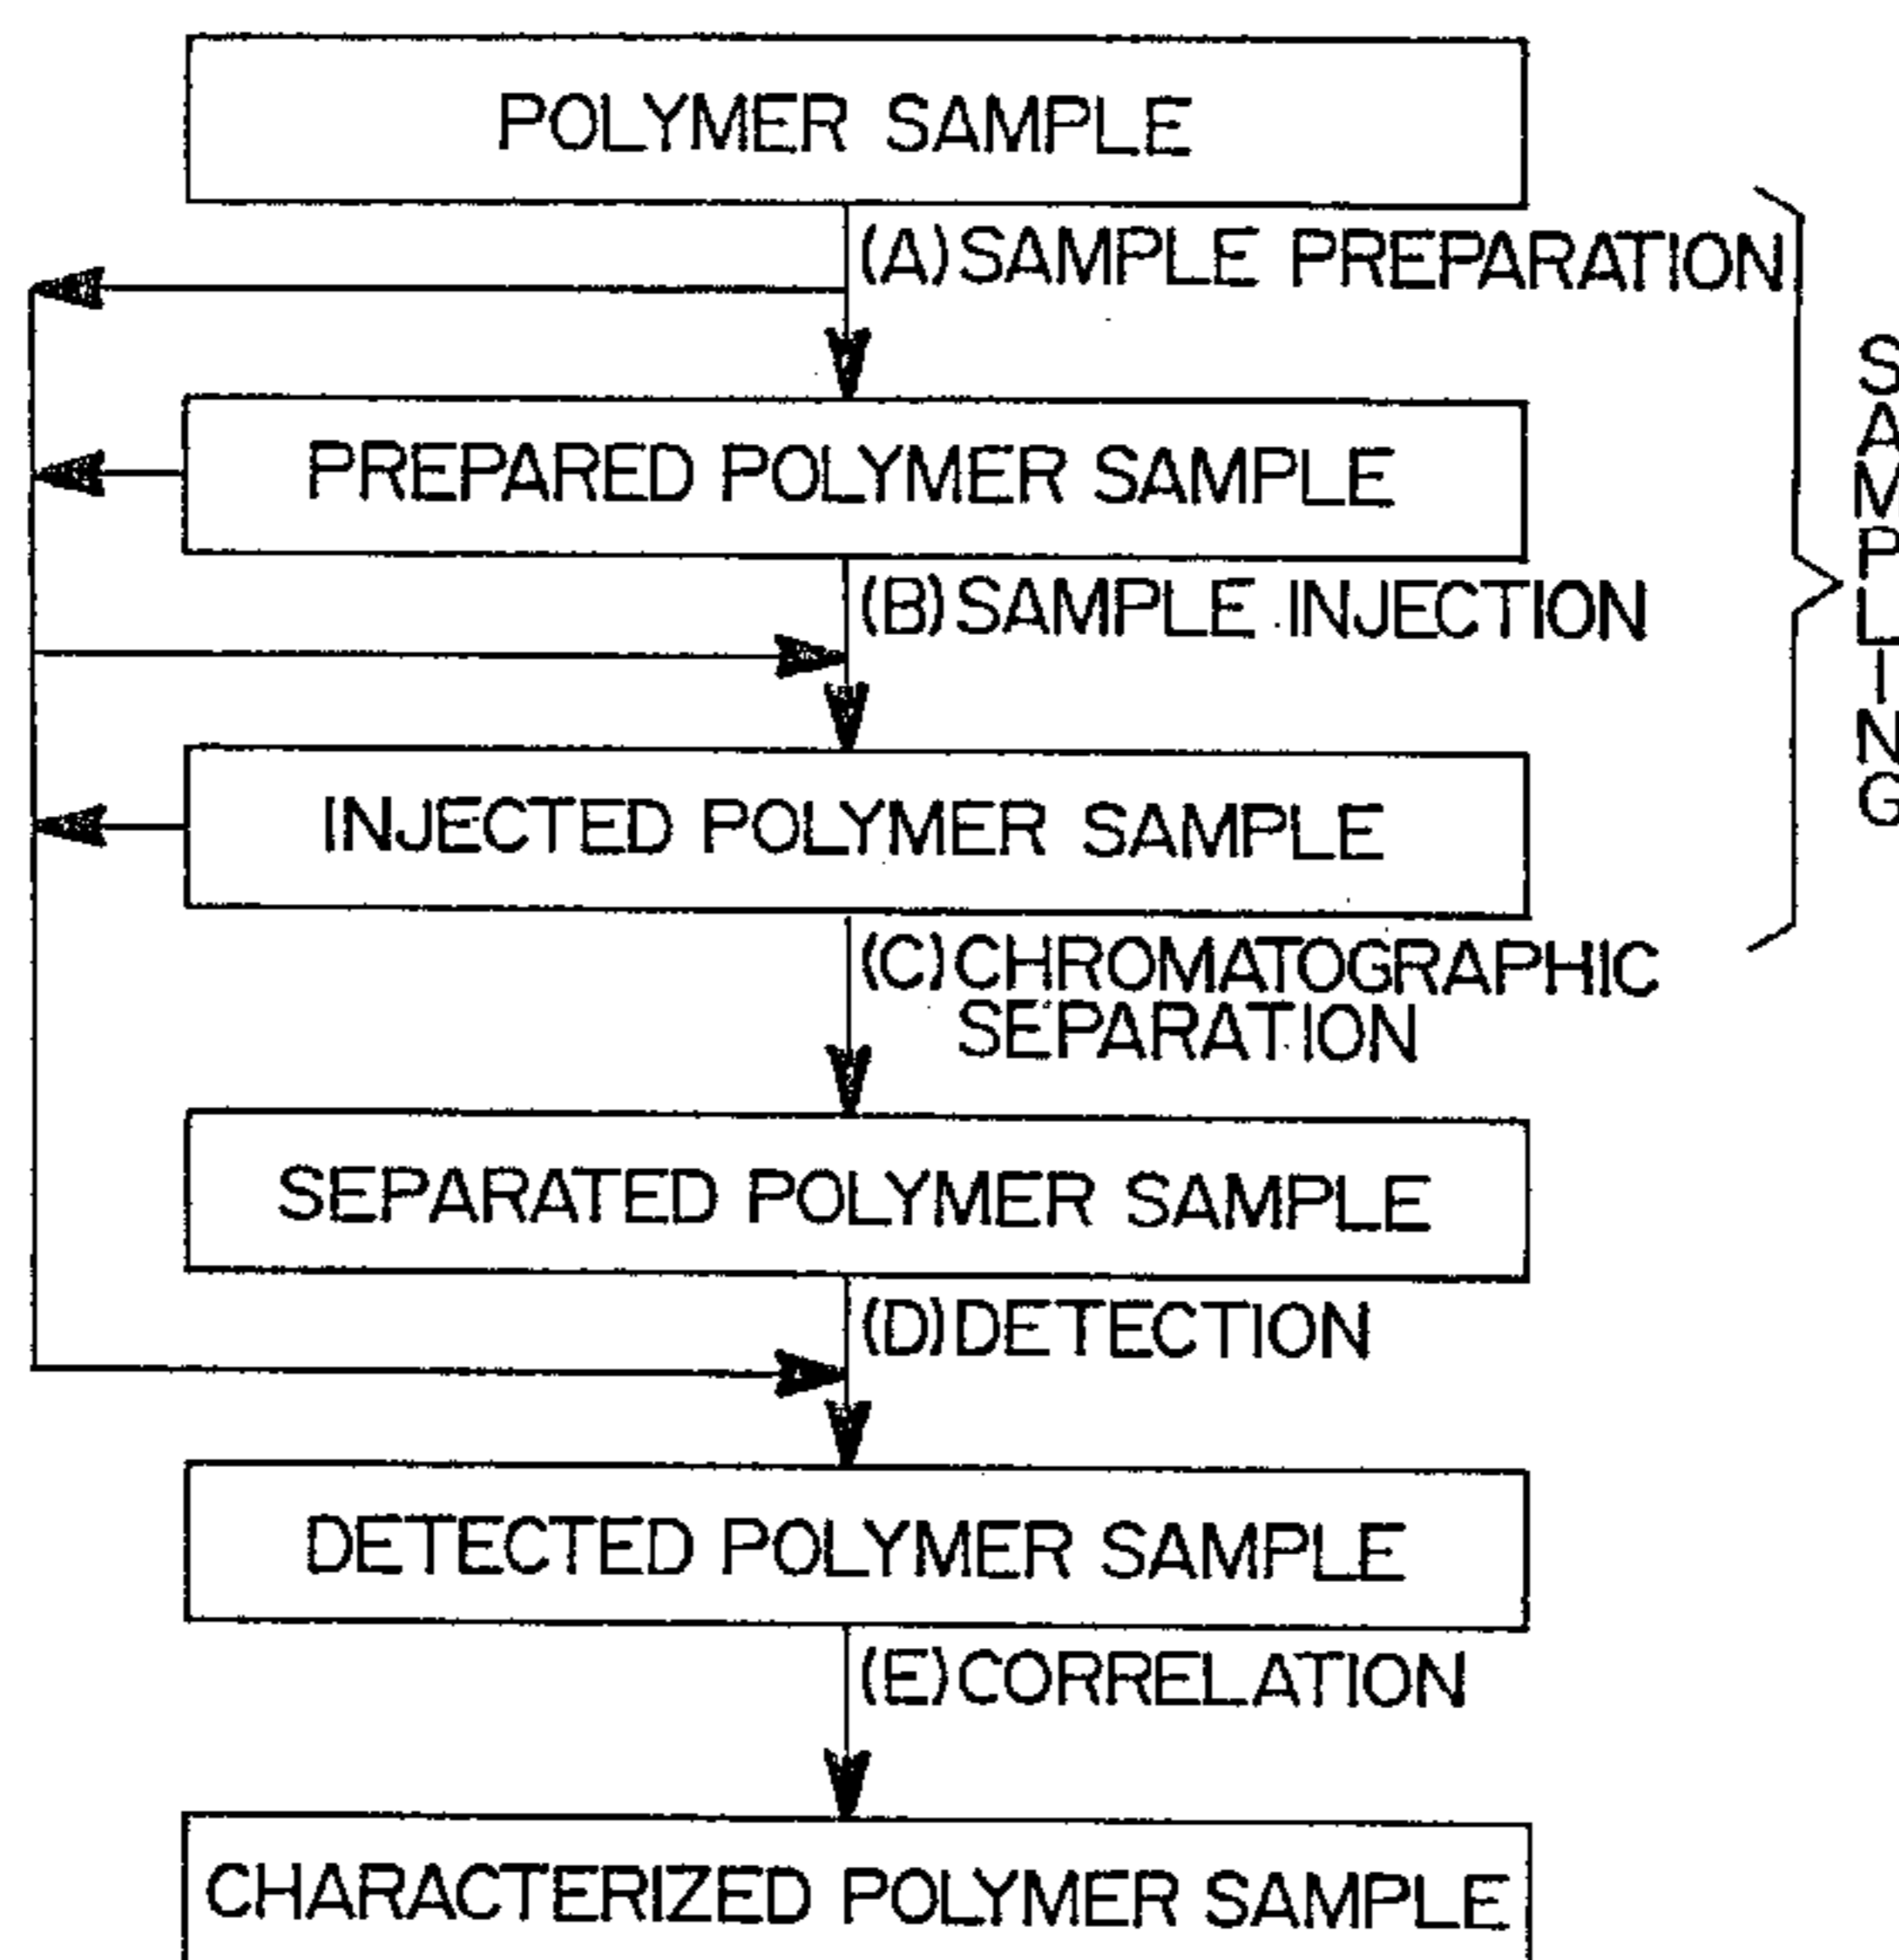 POLYMER SAMPLE
(A) SAMPLE PREPARATION
PREPARED POLYMER SAMPLE
(B) SAMPLE INJECTION
INJECTED POLYMER SAMPLE
(C) CHROMATOGRAPHIC
SEPARATION
SEPARATED POLYMER SAMPLE
(D) DETECTION
DETECTED POLYMER SAMPLE
(E) CORRELATION
CHARACTERIZED POLYMER SAMPLE
SAMPLING